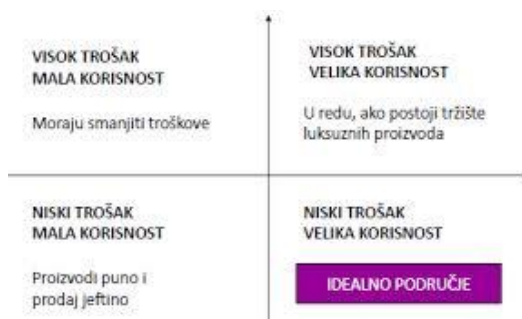 VISOK TROŠAK
MALA KORISNOST
Moraju smanjiti troškove
VISOK TROŠAK
VELIKA KORISNOST
U redu, ako postoji tržište
luksuznih proizvoda
NISKI TROŠAK
MALA KORISNOST
Proizvodi puno i
prodaj jeftino
NISKI TROŠAK
VELIKA KORISNOST
IDEALNO PODRUČJE